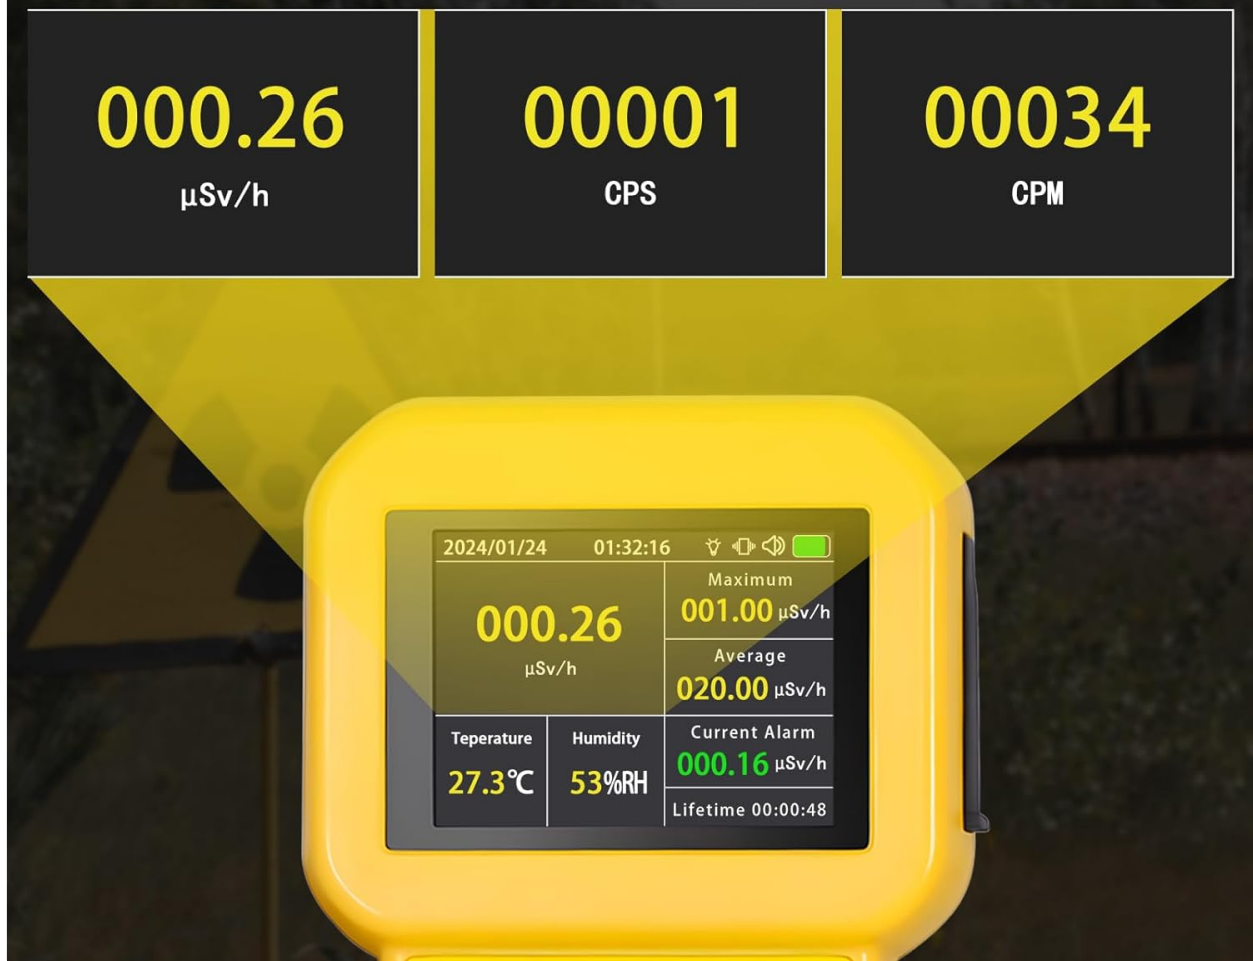 000.26
μSv/h
00001
CPS
00034
CPM
2024/01/24 01:32:16
000.26
μSv/h
Maximum
001.00 μSv/h
Average
020.00 μSv/h
Teperature
27.3℃
Humidity
53%RH
Current Alarm
000.16 μSv/h
Lifetime 00:00:48